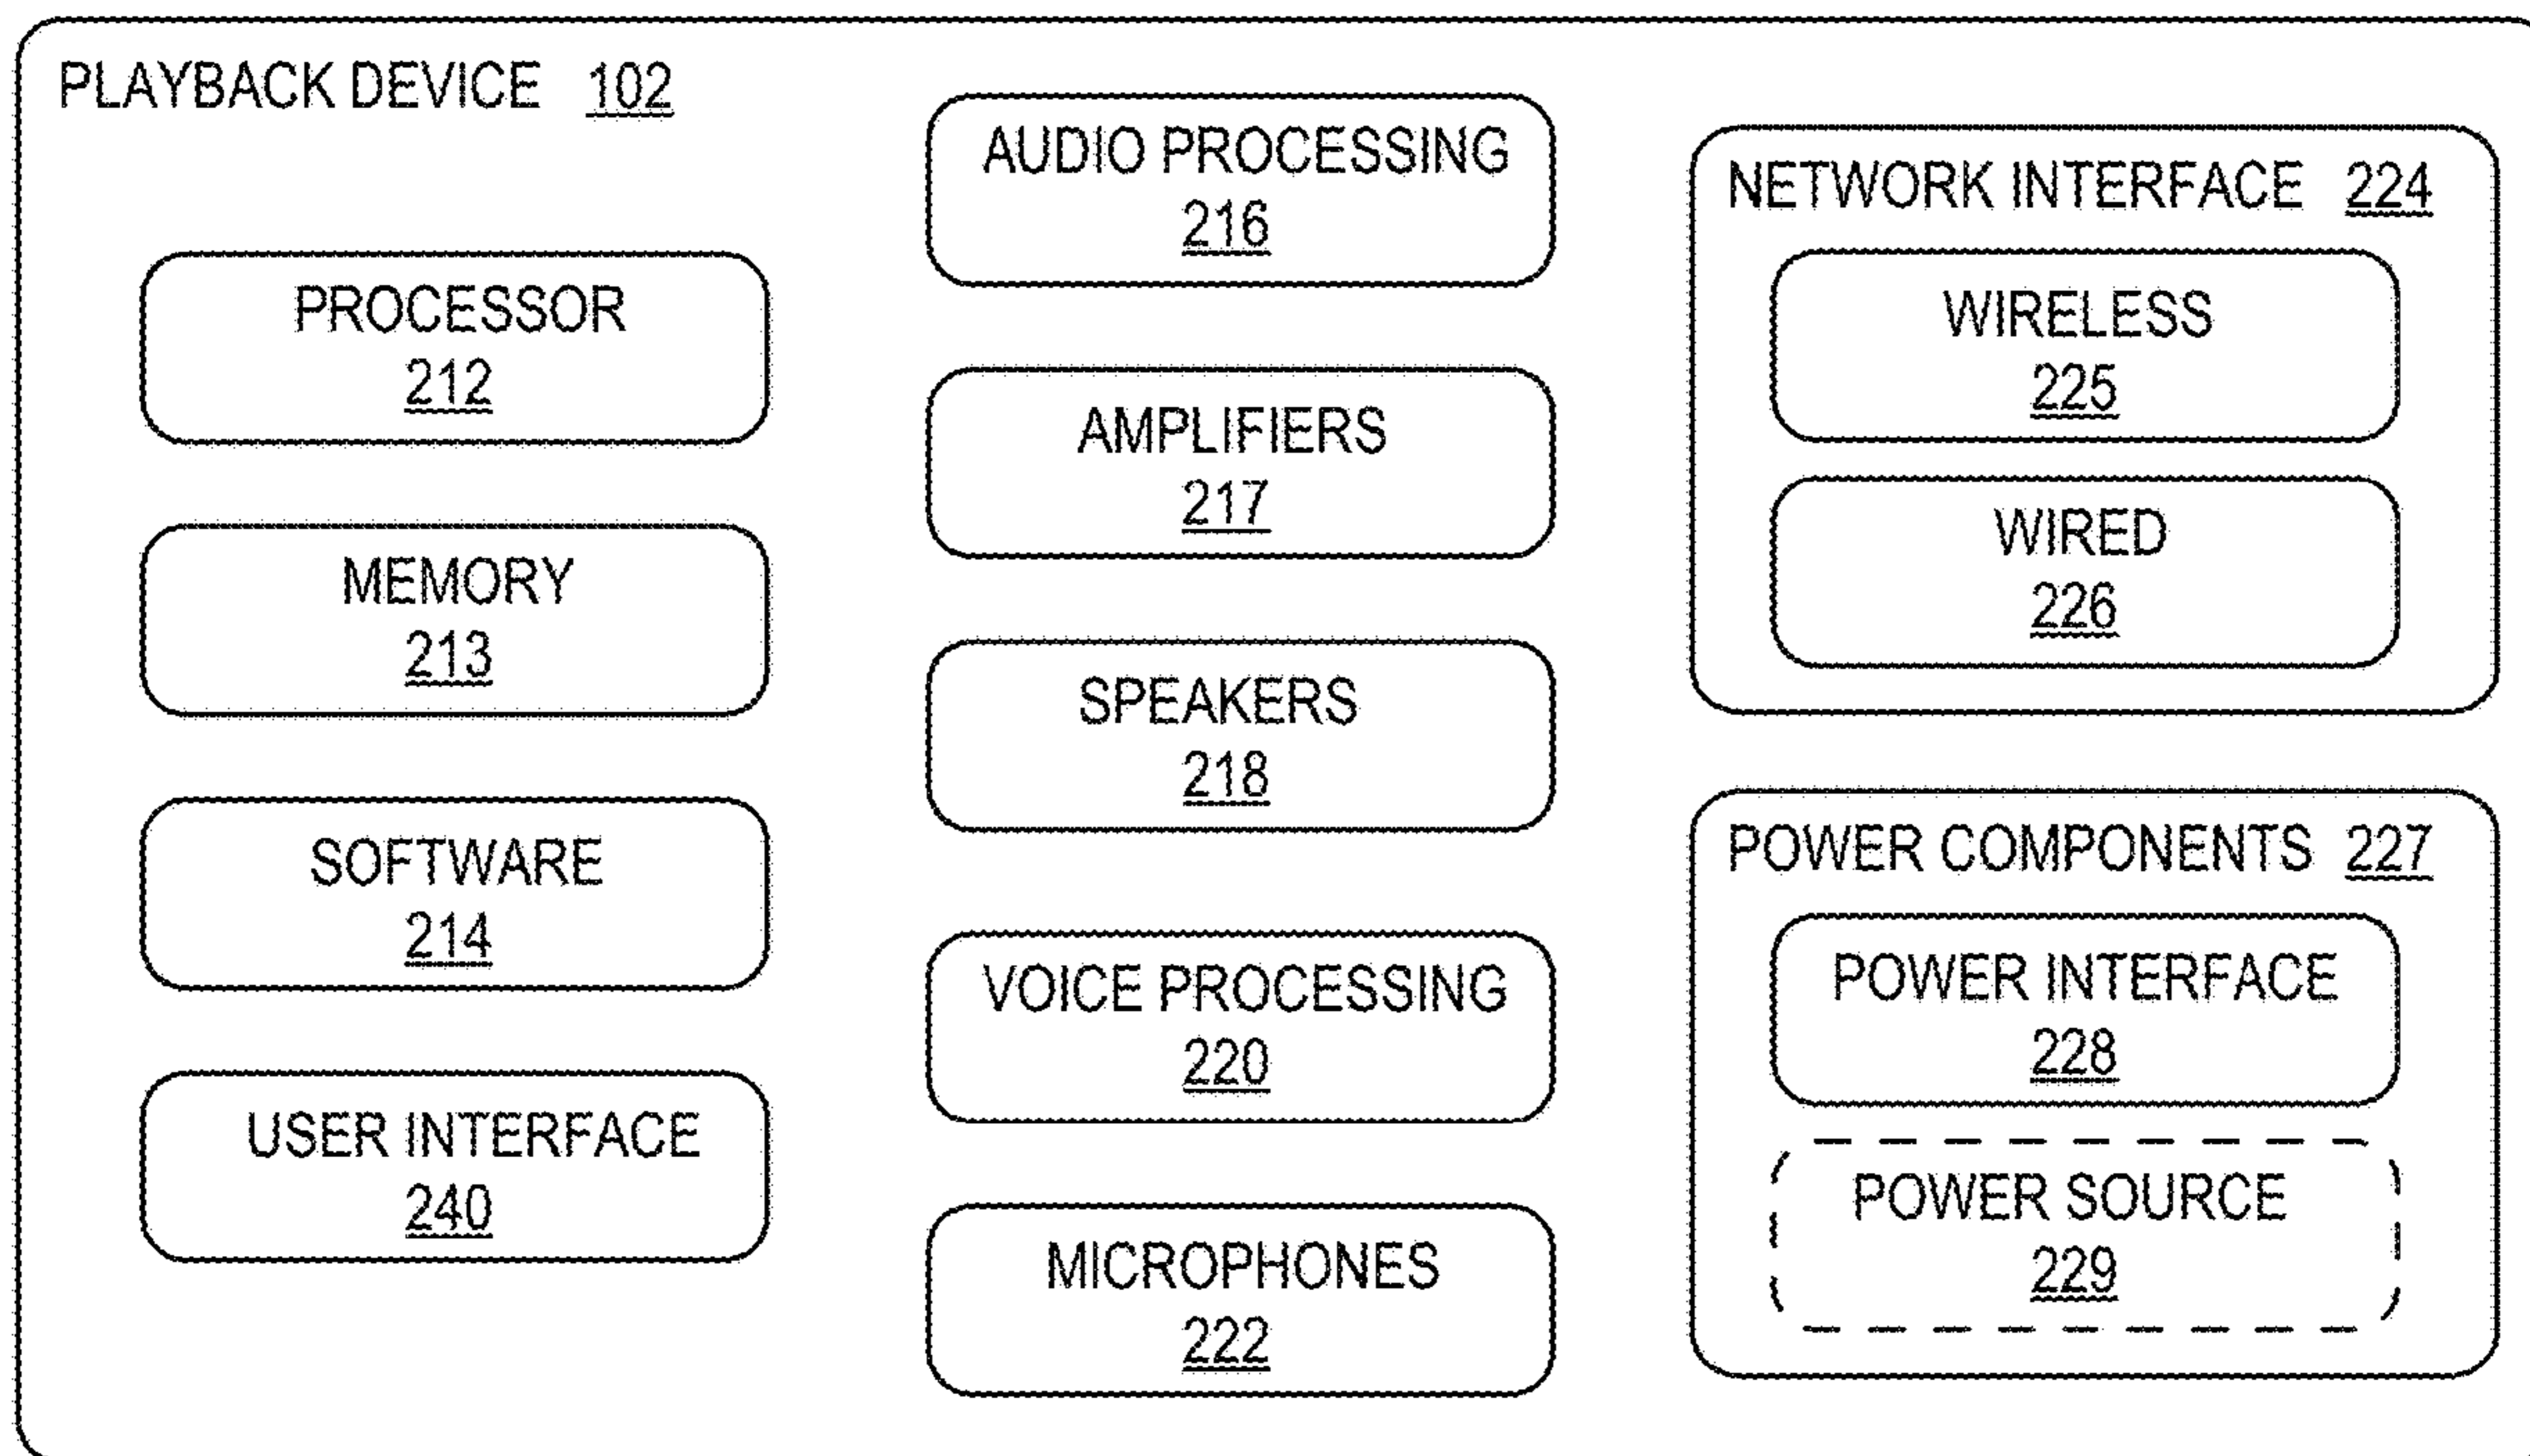 PLAYBACK DEVICE 102
PROCESSOR
212
MEMORY
213
SOFTWARE
214
USER INTERFACE
240
AUDIO PROCESSING
216
AMPLIFIERS
217
SPEAKERS
218
VOICE PROCESSING
220
MICROPHONES
222
NETWORK INTERFACE 224
WIRELESS
225
WIRED
226
POWER COMPONENTS 227
POWER INTERFACE
228
POWER SOURCE
229